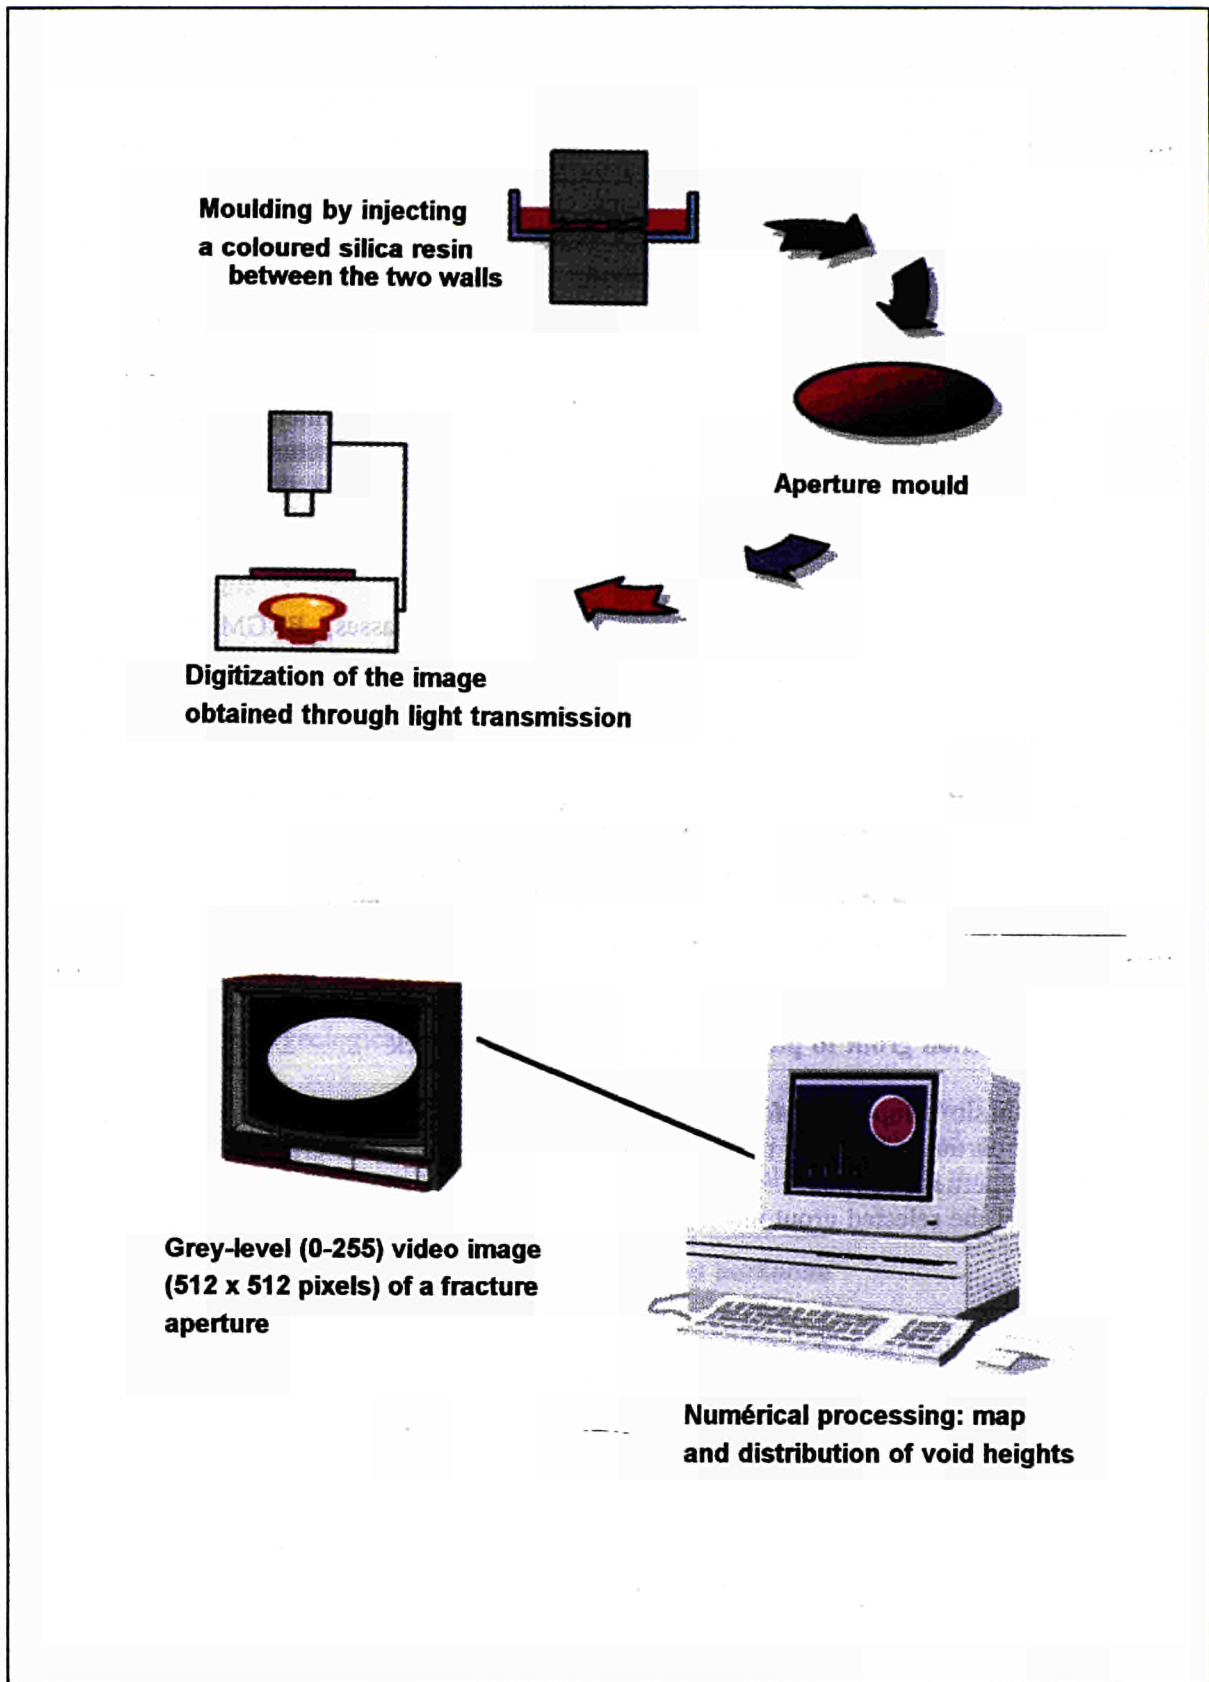 Moulding by injecting
a coloured silica resin
between the two walls
Aperture mould
Digitization of the image
obtained through light transmission
Grey-level (0-255) video image
(512 x 512 pixels) of a fracture
aperture
Numérical processing: map
and distribution of void heights